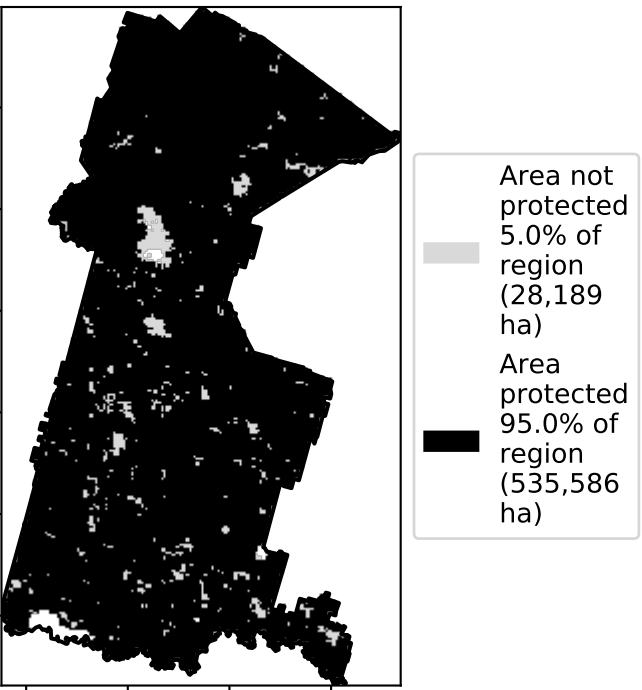 Area not
protected
5.0% of
region
(28,189
ha)
Area
protected
95.0% of
region
(535,586
ha)